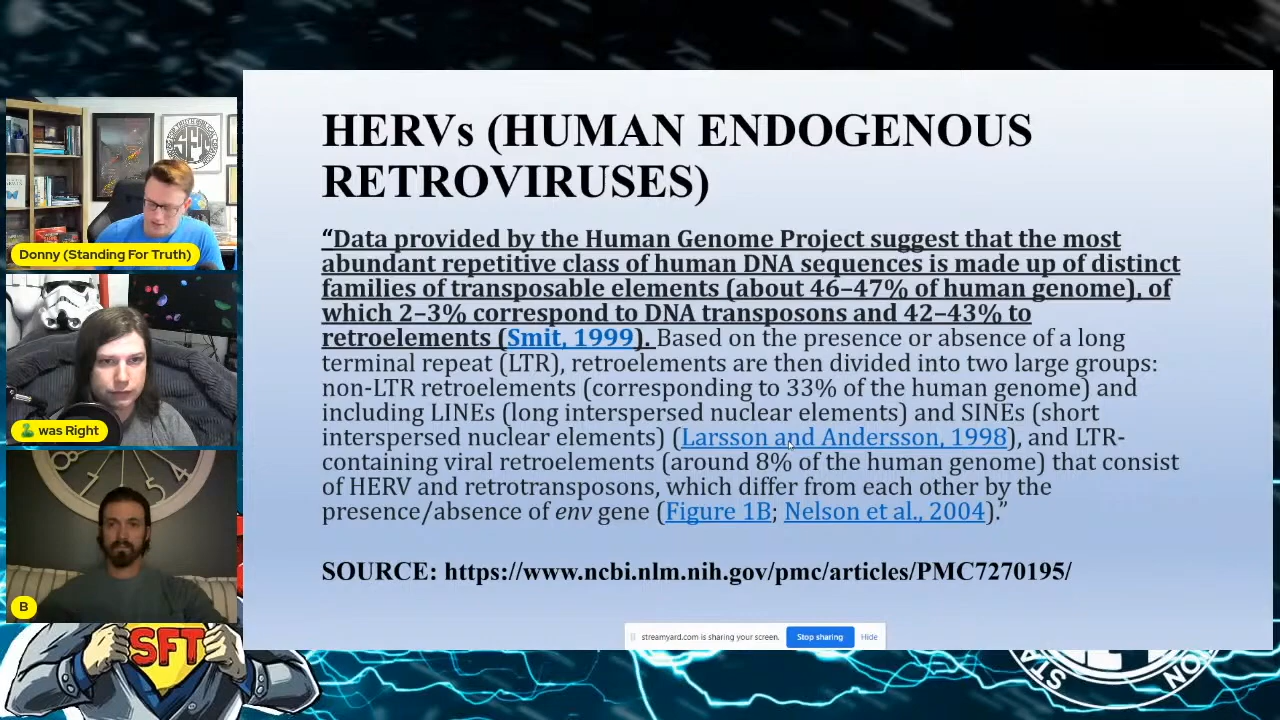 HERVs (HUMAN ENDOGENOUS
RETROVIRUSES)
“Data provided by the Human Genome Project suggest that the most
abundant repetitive class of human DNA sequences is made up of distinct
families of transposable elements (about 46–47% of human genome), of
which 2–3% correspond to DNA transposons and 42–43% to
retroelements (Smit, 1999). Based on the presence or absence of a long
terminal repeat (LTR), retroelements are then divided into two large groups:
non-LTR retroelements (corresponding to 33% of the human genome) and
including LINEs (long interspersed nuclear elements) and SINEs (short
interspersed nuclear elements) (Larsson and Andersson, 1998), and LTR-
containing viral retroelements (around 8% of the human genome) that consist
of HERV and retrotransposons, which differ from each other by the
presence/absence of env gene (Figure 1B; Nelson et al., 2004).”
SOURCE: https://www.ncbi.nlm.nih.gov/pmc/articles/PMC7270195/
streamyard.com is sharing your screen.
Stop sharing
Hide
Donny (Standing For Truth)
was Right
B
SFT